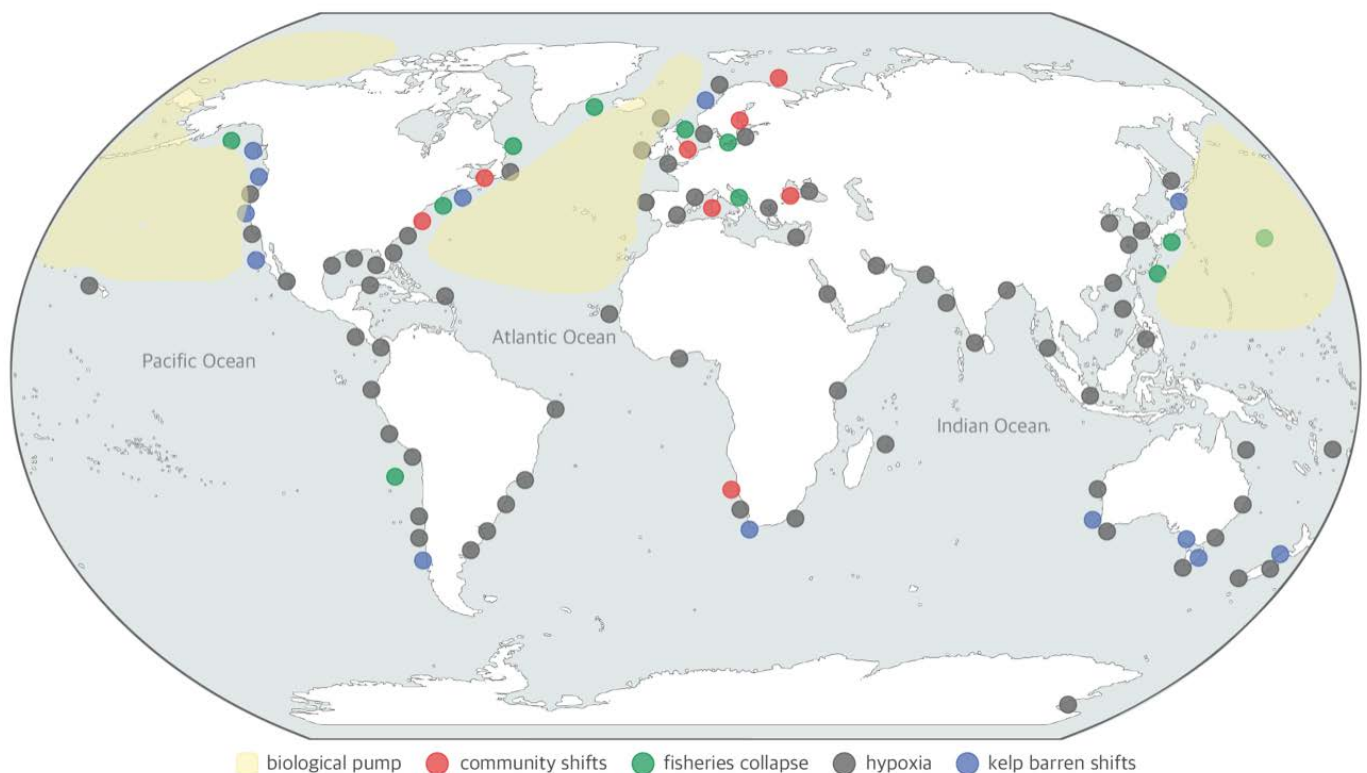 Atlantic Ocean
Pacific Ocean
Indian Ocean
biological pump community shifts fisheries collapse hypoxia kelp barren shifts